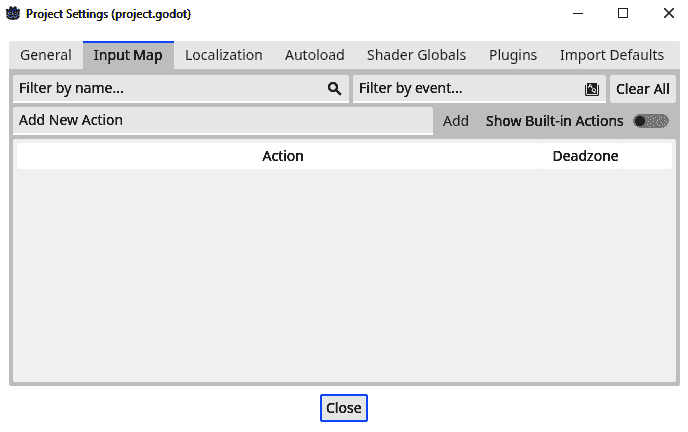 Project Settings (project.godot)
General Input Map Localization Autoload Shader Globals Plugins Import Defaults
Filter by name... Filter by event... Clear All
Add New Action Add Show Built-in Actions
Action Deadzone
Close